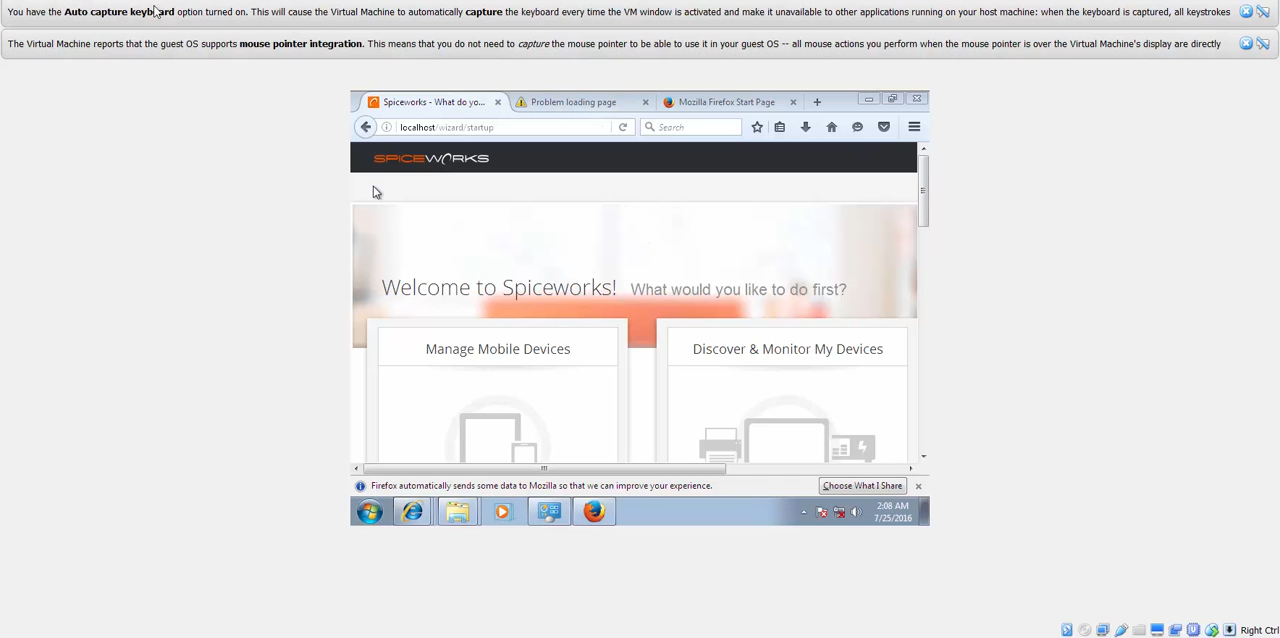 You have the Auto capture keyboard option turned on. This will cause the Virtual Machine to automatically capture the keyboard every time the VM window is activated and make it unavailable to other applications running on your host machine: when the keyboard is captured, all keystrokes
The Virtual Machine reports that the guest OS supports mouse pointer integration. This means that you do not need to capture the mouse pointer to be able to use it in your guest OS -- all mouse actions you perform when the mouse pointer is over the Virtual Machine's display are directly
Spiceworks - What do yo... Problem loading page Mozilla Firefox Start Page
localhost/wizard/startup Search
SPICEWORKS
Welcome to Spiceworks! What would you like to do first?
Manage Mobile Devices Discover & Monitor My Devices
Firefox automatically sends some data to Mozilla so that we can improve your experience. Choose What I Share
2:08 AM
7/25/2016
Right Ctrl